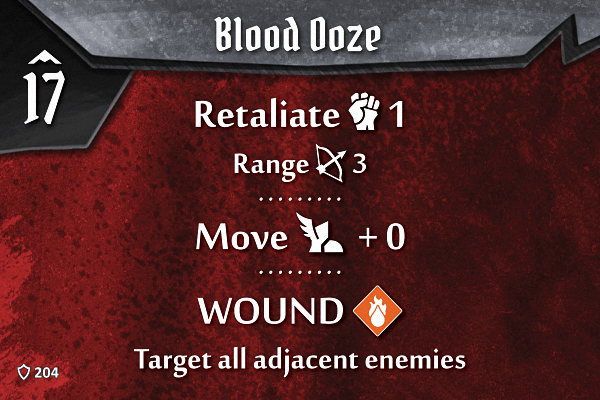 Blood Ooze
17
Retaliate 1
Range 3
Move + 0
WOUND
Target all adjacent enemies
204